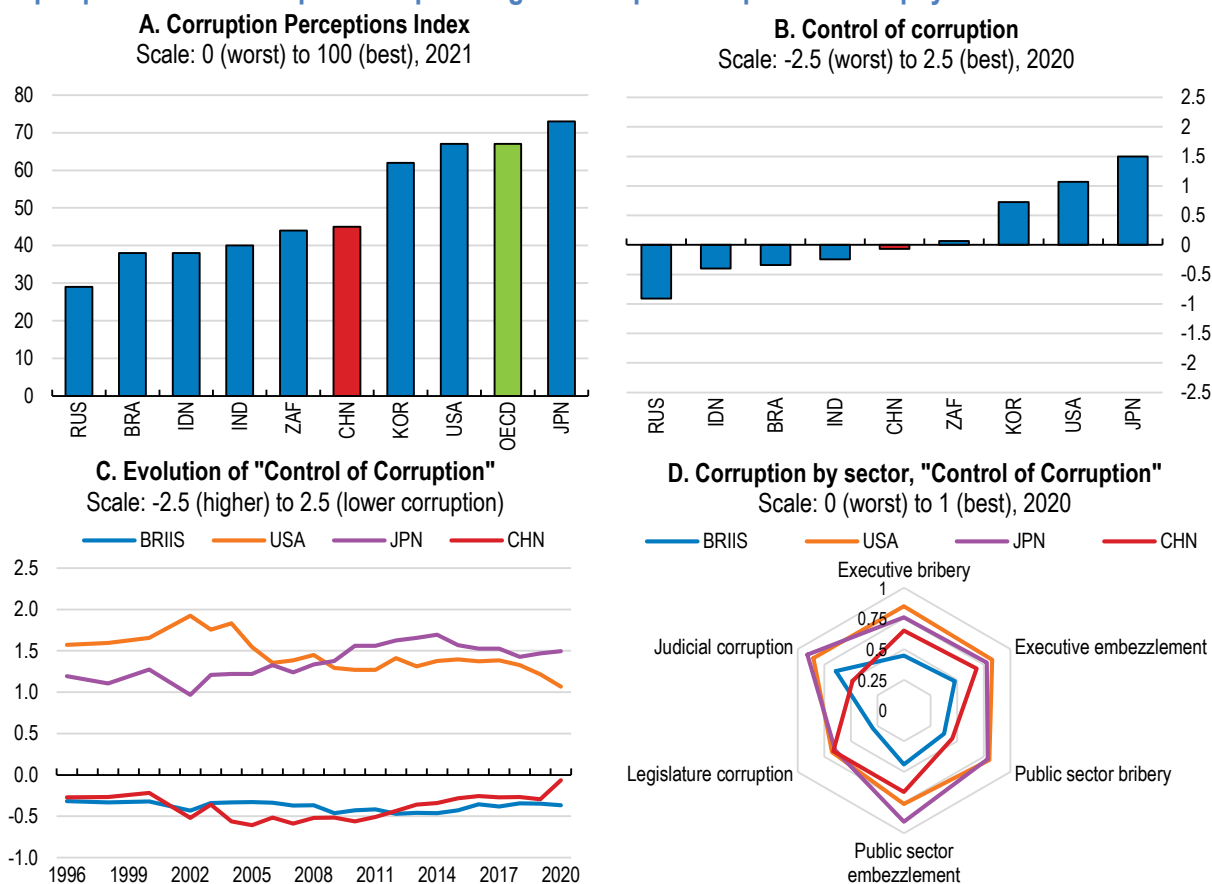 A. Corruption Perceptions Index
Scale: 0 (worst) to 100 (best), 2021
80
70
60
50
40
30
20
10
0
RUS
BRA
IDN
IND
ZAF
CHN
KOR
USA
OECD
JPN
B. Control of corruption
Scale: -2.5 (worst) to 2.5 (best), 2020
2.5
2
1.5
1
0.5
0
-0.5
-1
-1.5
-2
-2.5
RUS
IDN
BRA
IND
CHN
ZAF
KOR
USA
JPN
C. Evolution of "Control of Corruption"
Scale: -2.5 (higher) to 2.5 (lower corruption)
BRIIS USA JPN CHN
2.5
2.0
1.5
1.0
0.5
0.0
-0.5
-1.0
1996 1999 2002 2005 2008 2011 2014 2017 2020
D. Corruption by sector, "Control of Corruption"
Scale: 0 (worst) to 1 (best), 2020
BRIIS USA JPN CHN
Executive bribery
1
0.75
0.5
0.25
0
Judicial corruption
Executive embezzlement
Legislature corruption
Public sector bribery
Public sector
embezzlement